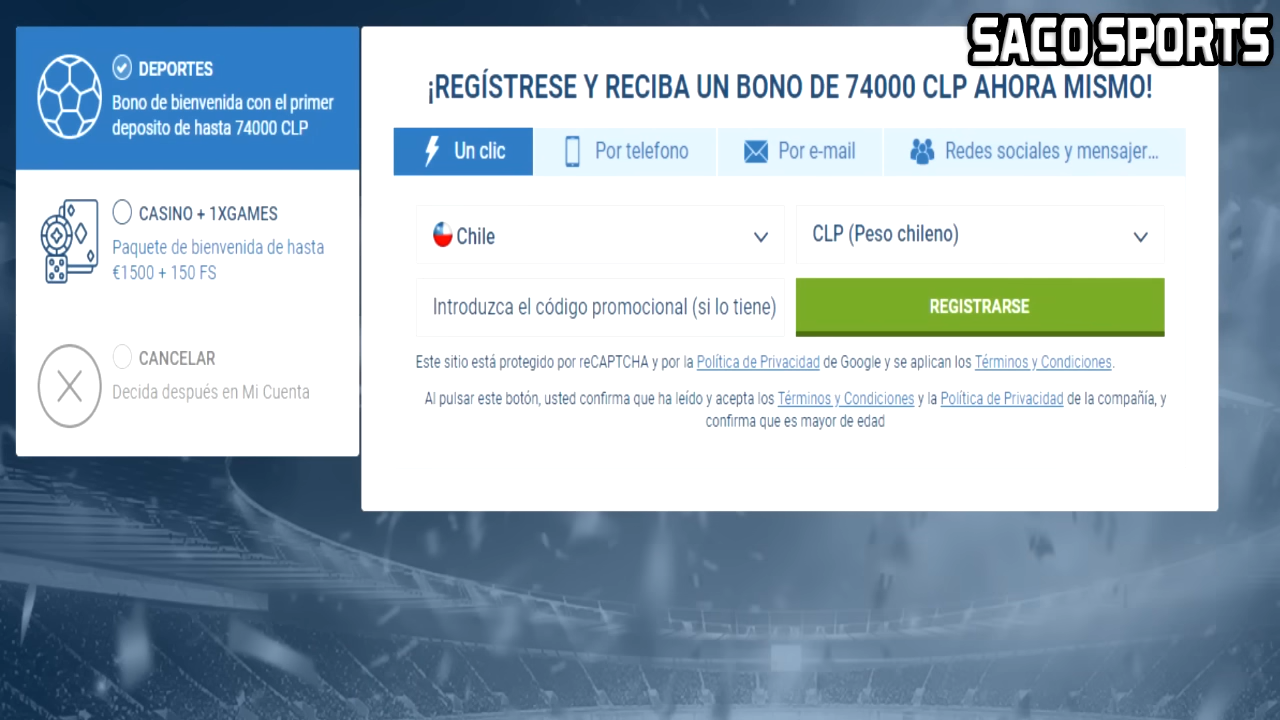 SACO SPORTS
DEPORTES
Bono de bienvenida con el primer
deposito de hasta 74000 CLP
CASINO + 1XGAMES
Paquete de bienvenida de hasta
€1500 + 150 FS
CANCELAR
Decida después en Mi Cuenta
¡REGÍSTRESE Y RECIBA UN BONO DE 74000 CLP AHORA MISMO!
Un clic
Por telefono
Por e-mail
Redes sociales y mensajer...
Chile
CLP (Peso chileno)
Introduzca el código promocional (si lo tiene)
REGISTRARSE
Este sitio está protegido por reCAPTCHA y por la Política de Privacidad de Google y se aplican los Términos y Condiciones.
Al pulsar este botón, usted confirma que ha leído y acepta los Términos y Condiciones y la Política de Privacidad de la compañía, y
confirma que es mayor de edad